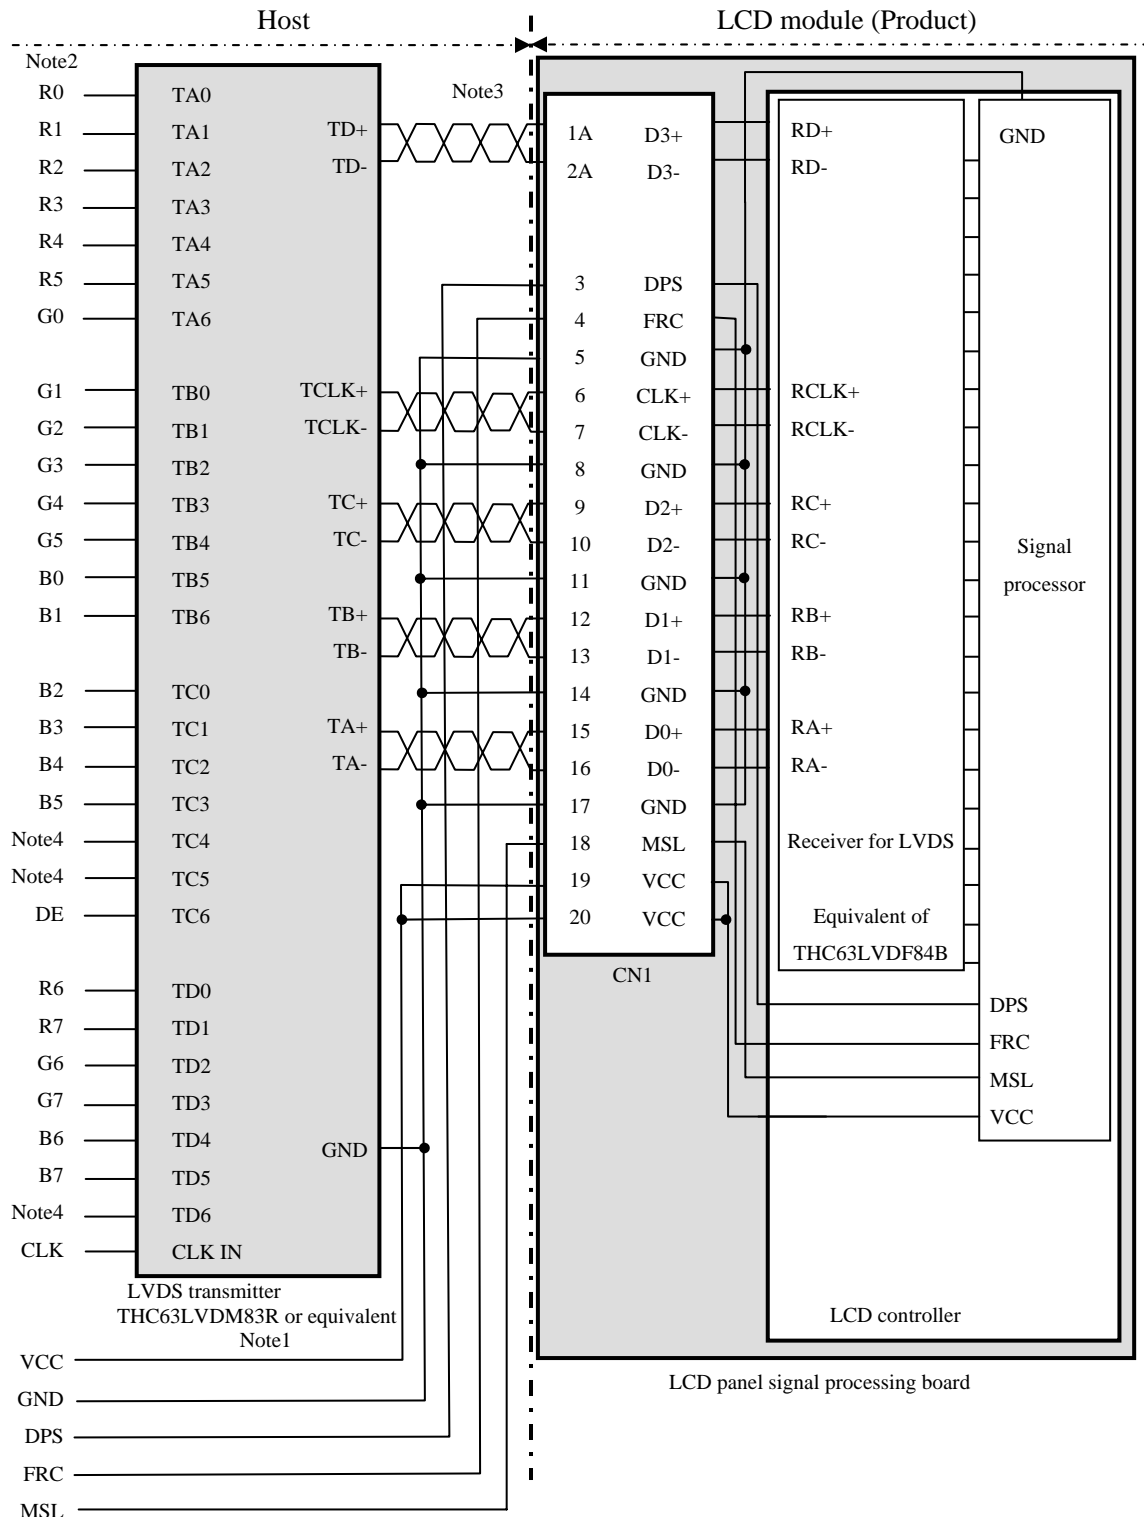 Host
LCD module (Product)
Note2
R0 TA0
R1 TA1
R2 TA2
R3 TA3
R4 TA4
R5 TA5
G0 TA6
G1 TB0
G2 TB1
G3 TB2
G4 TB3
G5 TB4
B0 TB5
B1 TB6
B2 TC0
B3 TC1
B4 TC2
B5 TC3
Note4 TC4
Note4 TC5
DE TC6
R6 TD0
R7 TD1
G6 TD2
G7 TD3
B6 TD4
B7 TD5
Note4 TD6
CLK CLK IN
TD+
TD-
TCLK+
TCLK-
TC+
TC-
TB+
TB-
TA+
TA-
GND
LVDS transmitter
THC63LVDM83R or equivalent
Note1
VCC
GND
DPS
FRC
MSL
Note3
1A D3+
2A D3-
3 DPS
4 FRC
5 GND
6 CLK+
7 CLK-
8 GND
9 D2+
10 D2-
11 GND
12 D1+
13 D1-
14 GND
15 D0+
16 D0-
17 GND
18 MSL
19 VCC
20 VCC
CN1
RD+
RD-
RCLK+
RCLK-
RC+
RC-
RB+
RB-
RA+
RA-
Receiver for LVDS
Equivalent of
THC63LVDF84B
GND
Signal
processor
DPS
FRC
MSL
VCC
LCD controller
LCD panel signal processing board